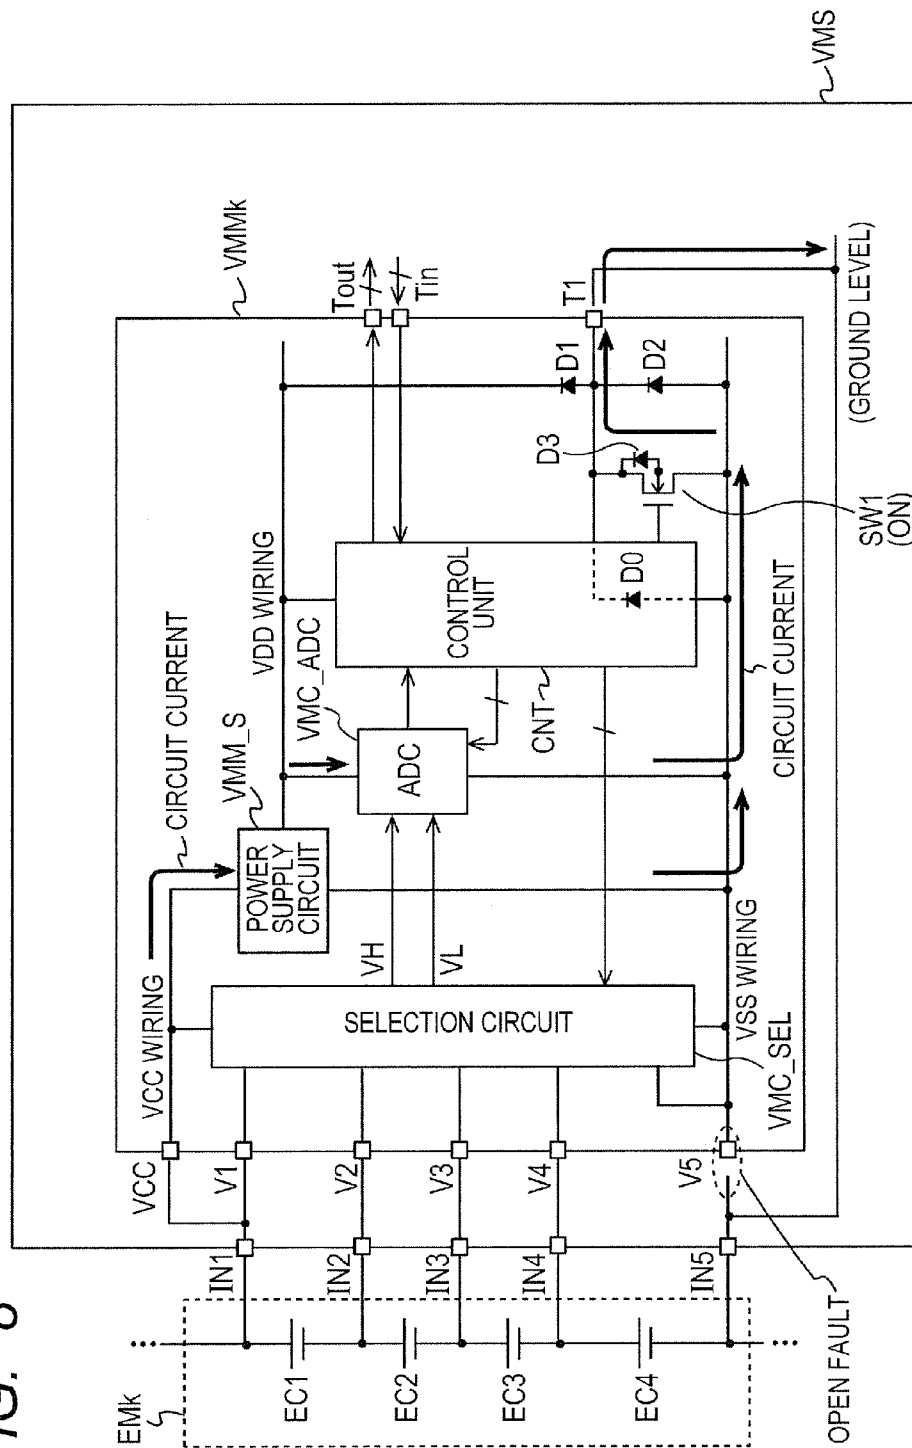 VMS
VMMk
Tout
Tin
T1
(GROUND LEVEL)
D1
D2
D3
SW1
(ON)
VDD WIRING
CONTROL
UNIT
D0
CNT
VMC_ADC
ADC
CIRCUIT CURRENT
CIRCUIT CURRENT
VMM_S
POWER
SUPPLY
CIRCUIT
VH
VL
VCC WIRING
SELECTION CIRCUIT
VSS WIRING
VMC_SEL
VCC
V1
V2
V3
V4
V5
IN1
IN2
IN3
IN4
IN5
OPEN FAULT
EMk
EC1
EC2
EC3
EC4